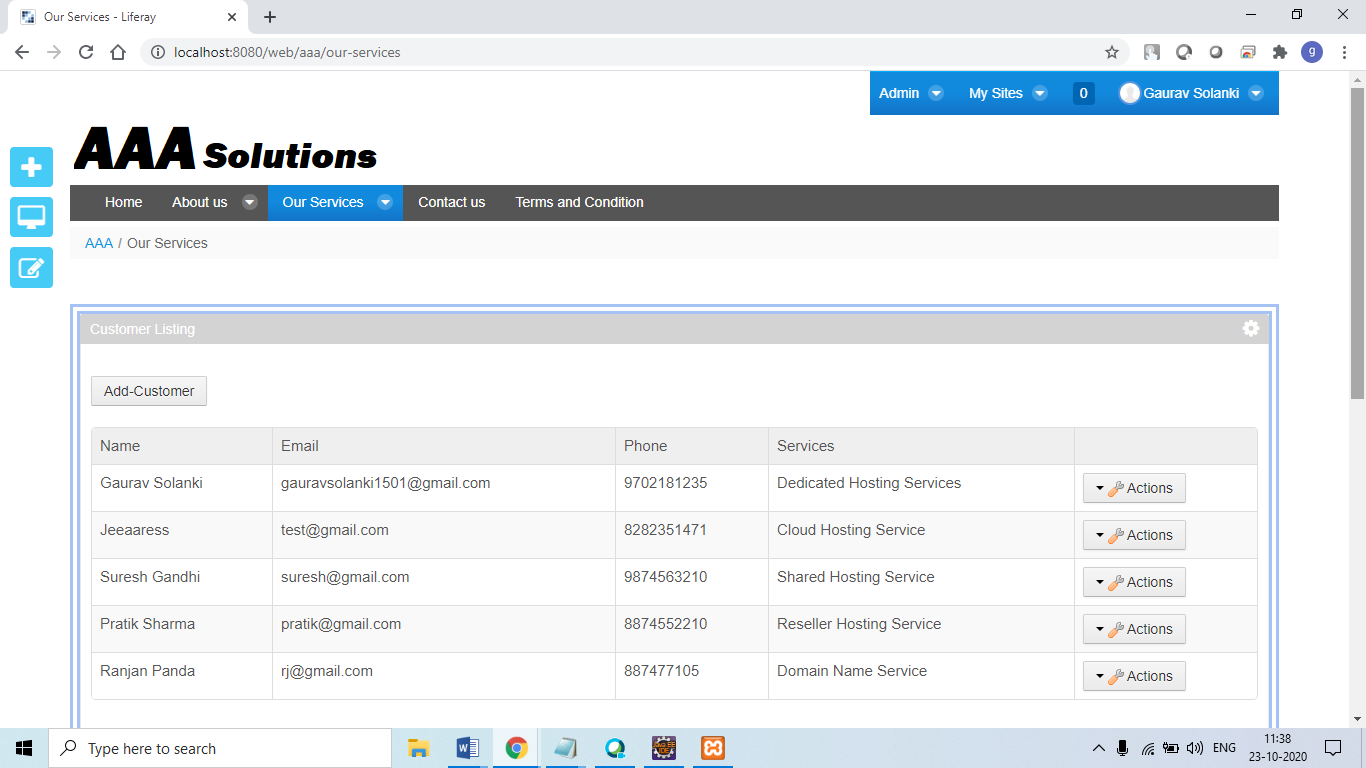 Our Services - Liferay
localhost:8080/web/aaa/our-services
g
Admin My Sites 0 Gaurav Solanki
AAA Solutions
Home About us Our Services Contact us Terms and Condition
AAA / Our Services
Customer Listing
Add-Customer
Name Email Phone Services
Gaurav Solanki gauravsolanki1501@gmail.com 9702181235 Dedicated Hosting Services Actions
Jeeaaress test@gmail.com 8282351471 Cloud Hosting Service Actions
Suresh Gandhi suresh@gmail.com 9874563210 Shared Hosting Service Actions
Pratik Sharma pratik@gmail.com 8874552210 Reseller Hosting Service Actions
Ranjan Panda rj@gmail.com 887477105 Domain Name Service Actions
Type here to search
ENG
11:38
23-10-2020